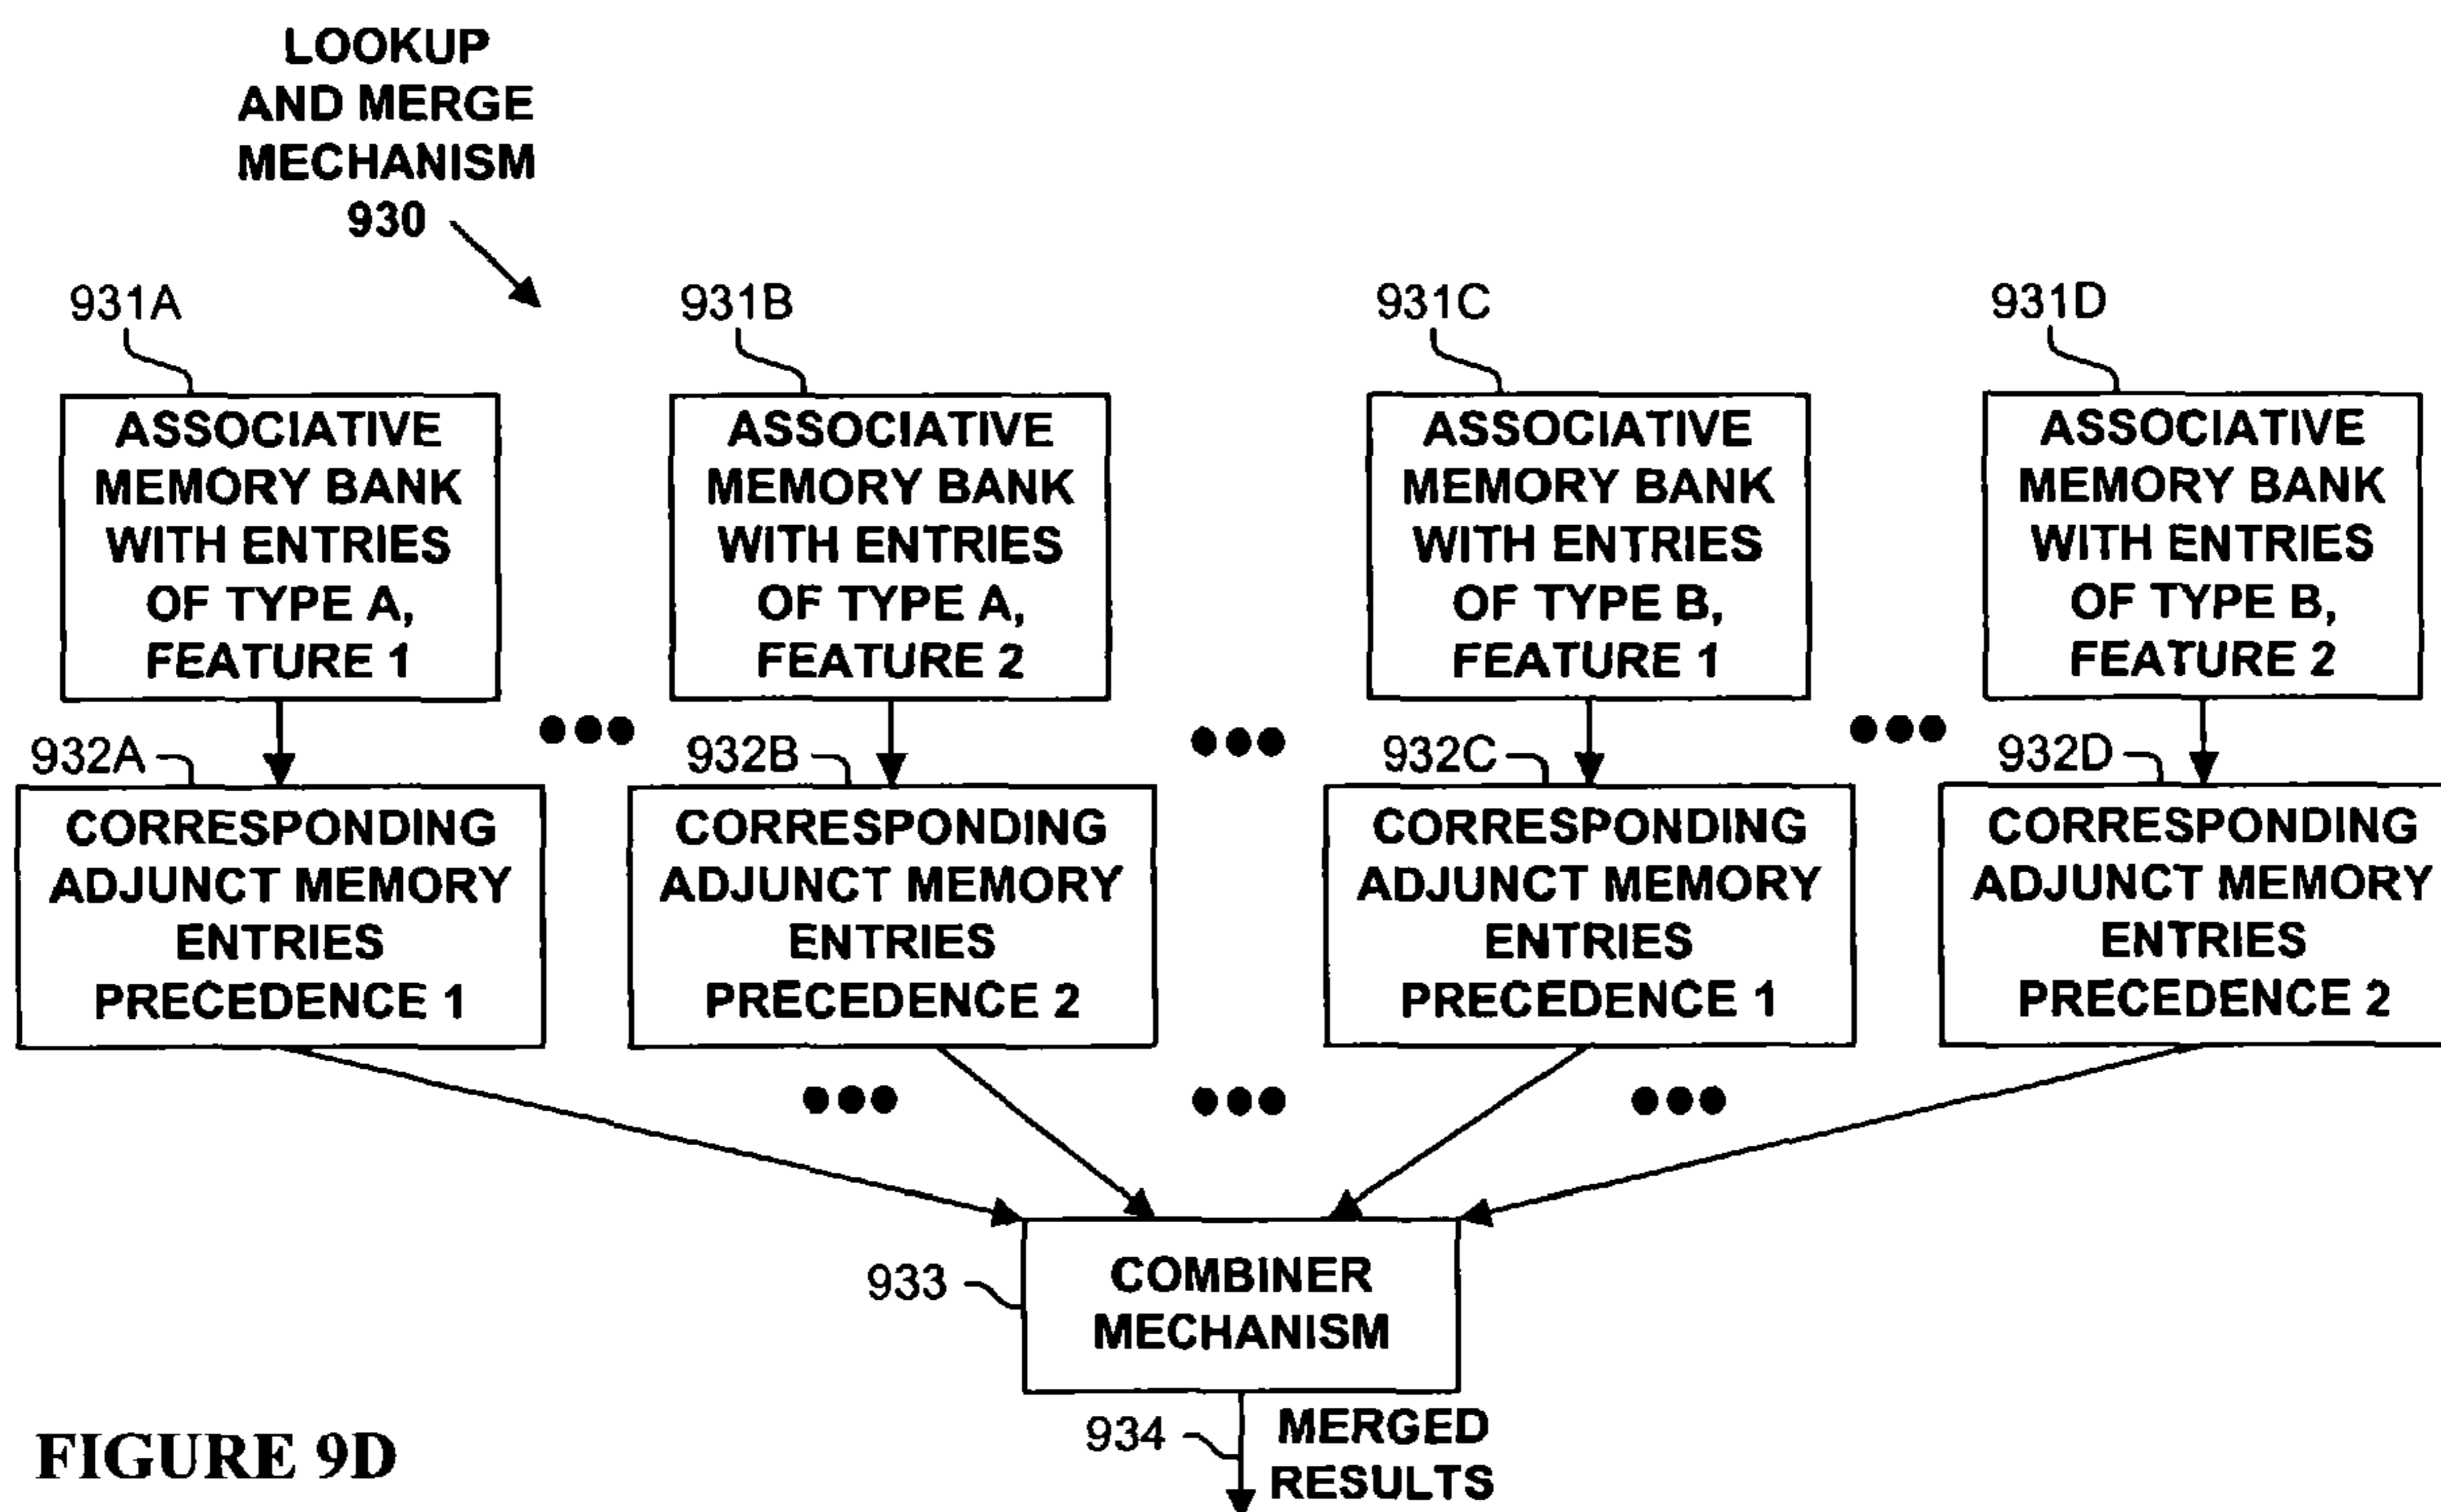 LOOKUP
AND MERGE
MECHANISM
930
931A
931B
931C
931D
ASSOCIATIVE
MEMORY BANK
WITH ENTRIES
OF TYPE A,
FEATURE 1
ASSOCIATIVE
MEMORY BANK
WITH ENTRIES
OF TYPE A,
FEATURE 2
ASSOCIATIVE
MEMORY BANK
WITH ENTRIES
OF TYPE B,
FEATURE 1
ASSOCIATIVE
MEMORY BANK
WITH ENTRIES
OF TYPE B,
FEATURE 2
932A
932B
932C
932D
CORRESPONDING
ADJUNCT MEMORY
ENTRIES
PRECEDENCE 1
CORRESPONDING
ADJUNCT MEMORY
ENTRIES
PRECEDENCE 2
CORRESPONDING
ADJUNCT MEMORY
ENTRIES
PRECEDENCE 1
CORRESPONDING
ADJUNCT MEMORY
ENTRIES
PRECEDENCE 2
933
COMBINER
MECHANISM
934
MERGED
RESULTS
FIGURE 9D